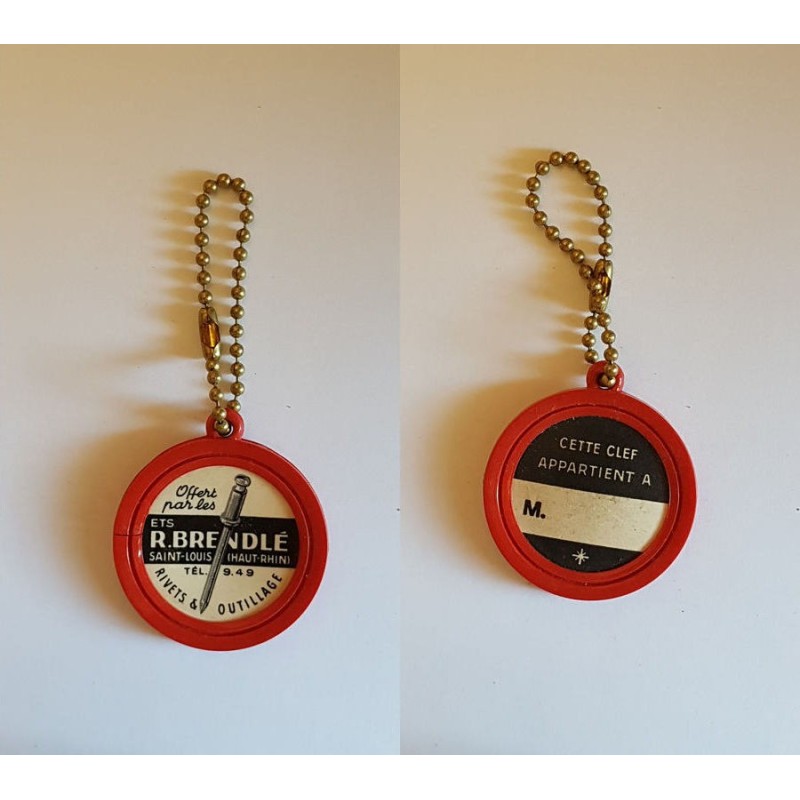 Offert
par les
ETS
R. BRENDLÉ
SAINT-LOUIS (HAUT-RHIN)
TÉL. 9.49
RIVETS & OUTILLAGE
CETTE CLEF
APPARTIENT A
M.